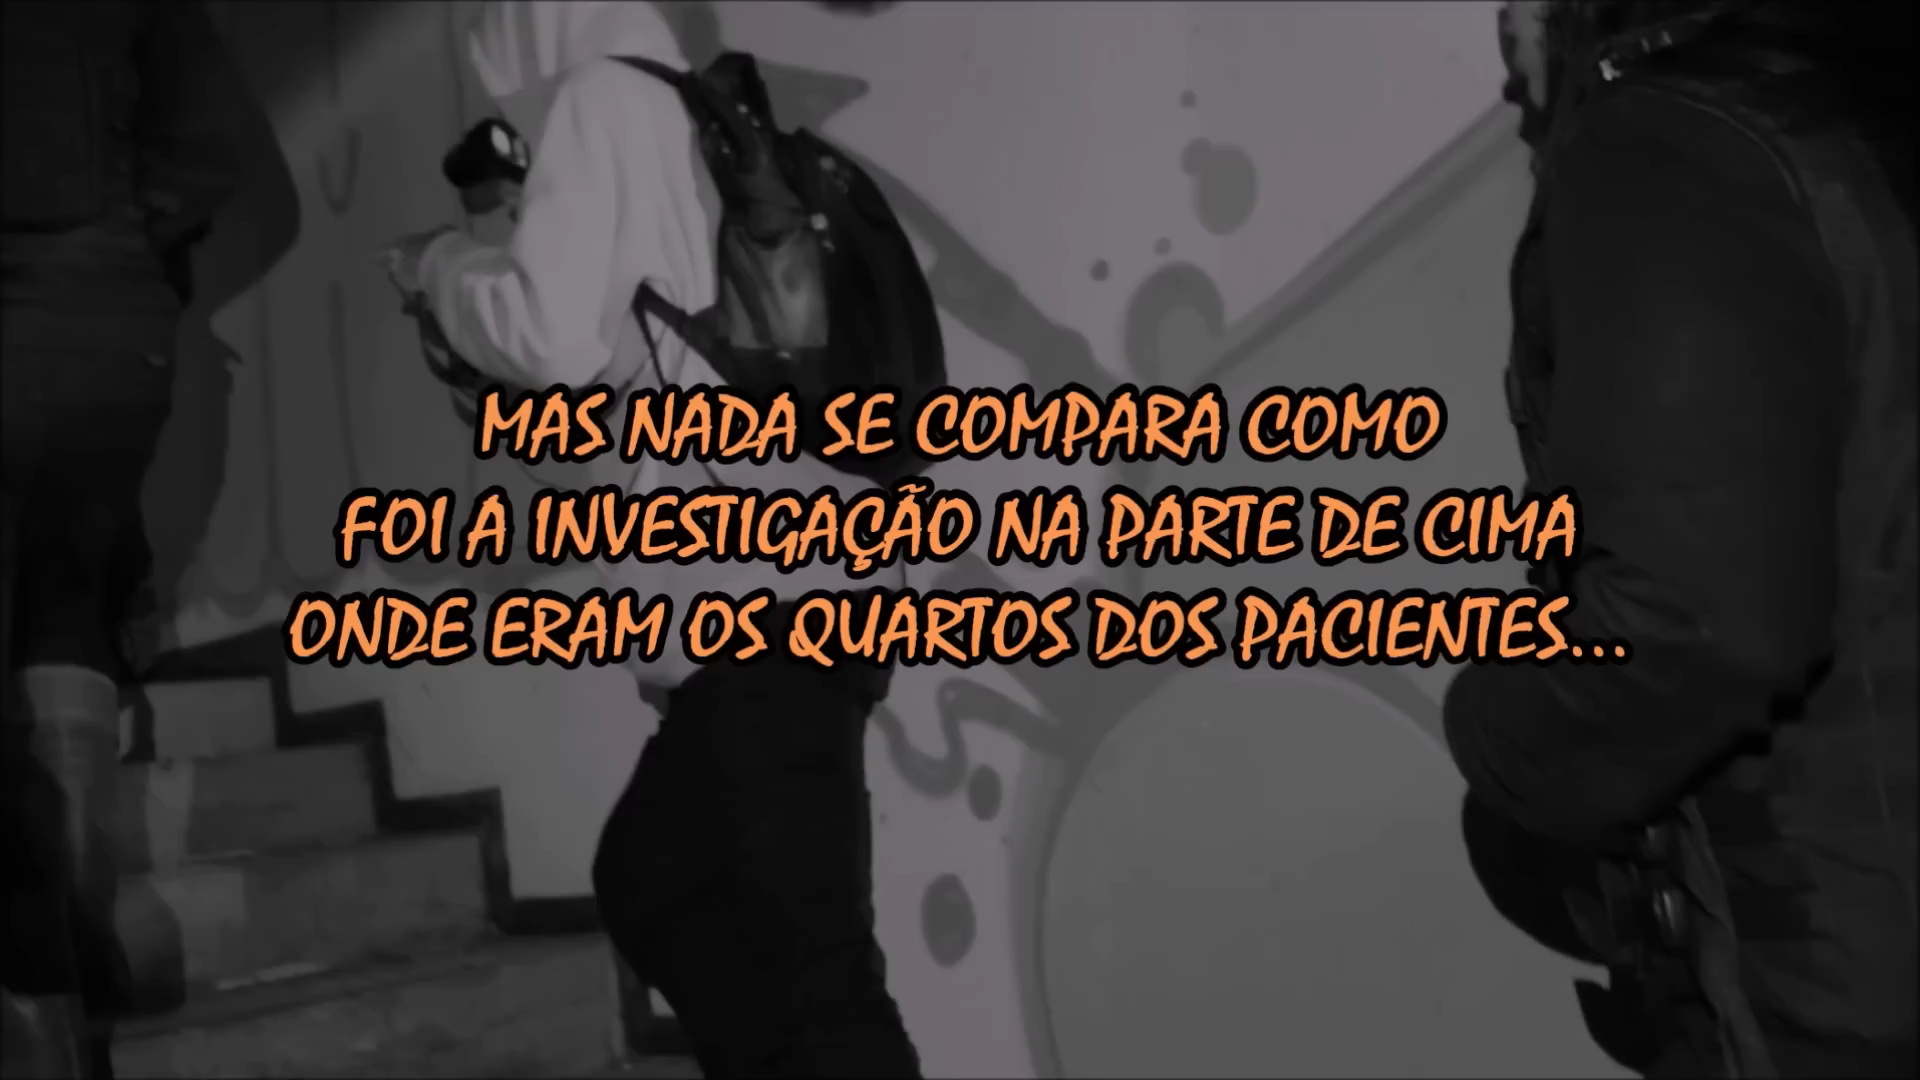 MAS NADA SE COMPARA COMO
FOI A INVESTIGAÇÃO NA PARTE DE CIMA
ONDE ERAM OS QUARTOS DOS PACIENTES...